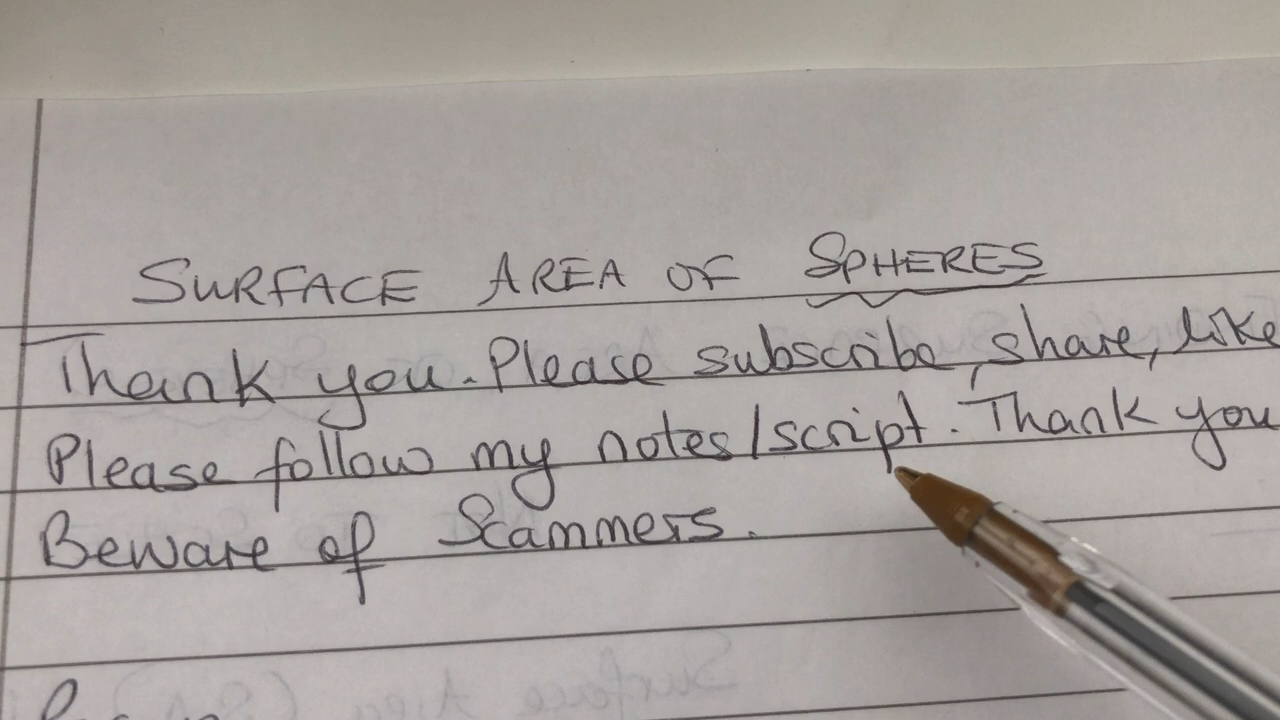 SURFACE AREA OF SPHERES
Thank you. Please subscribe, share, like
Please follow my notes/script. Thank you
Beware of Scammers.